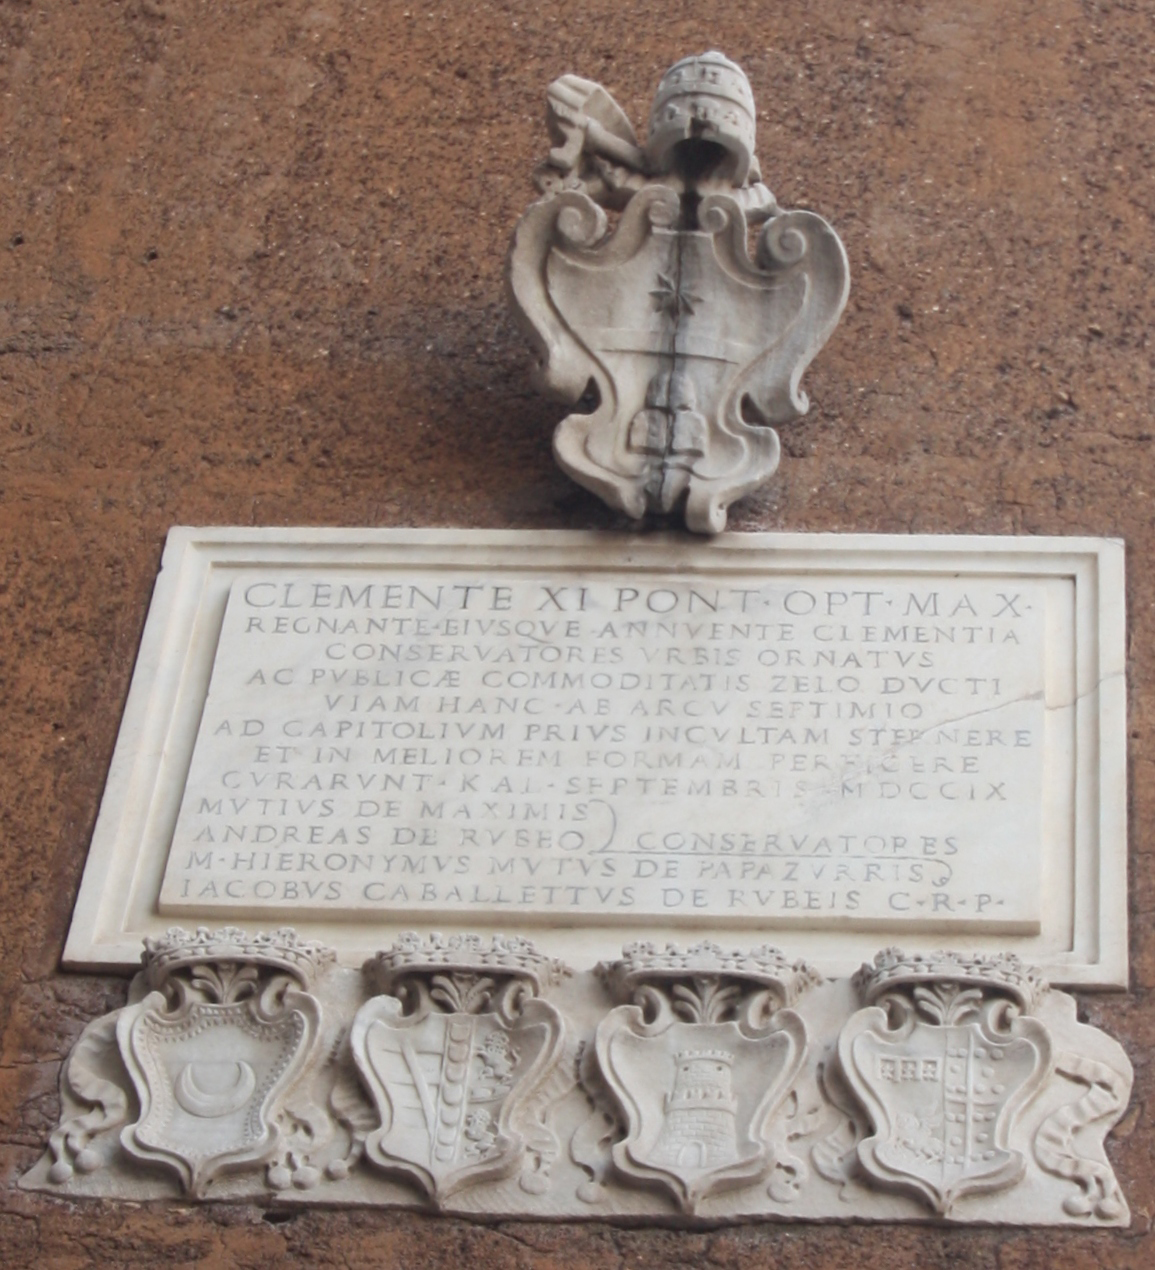 CLEMENTE XI PONT· OPT· MAX·
REGNANTE·EIVSQVE ANNVENTE CLEMENTIA
CONSERVATORES VRBIS ORNATVS
AC PVBLICÆ COMMODITATIS ZELO DVCTI
VIAM HANC·AB ARCV SEPTIMIO
AD CAPITOLIVM PRIVS INCVLTAM STERNERE
ET IN MELIOREM FORMAM PERFICERE
CVRARVNT·KAL·SEPTEMBRIS MDCCIX
MVTIVS DE MAXIMIS
ANDREAS DE RVBEO CONSERVATORES
M·HIERONYMVS MVTVS DE PAPAZVRRIS
IACOBVS CABALLETTVS DE RVBEIS C·R·P·